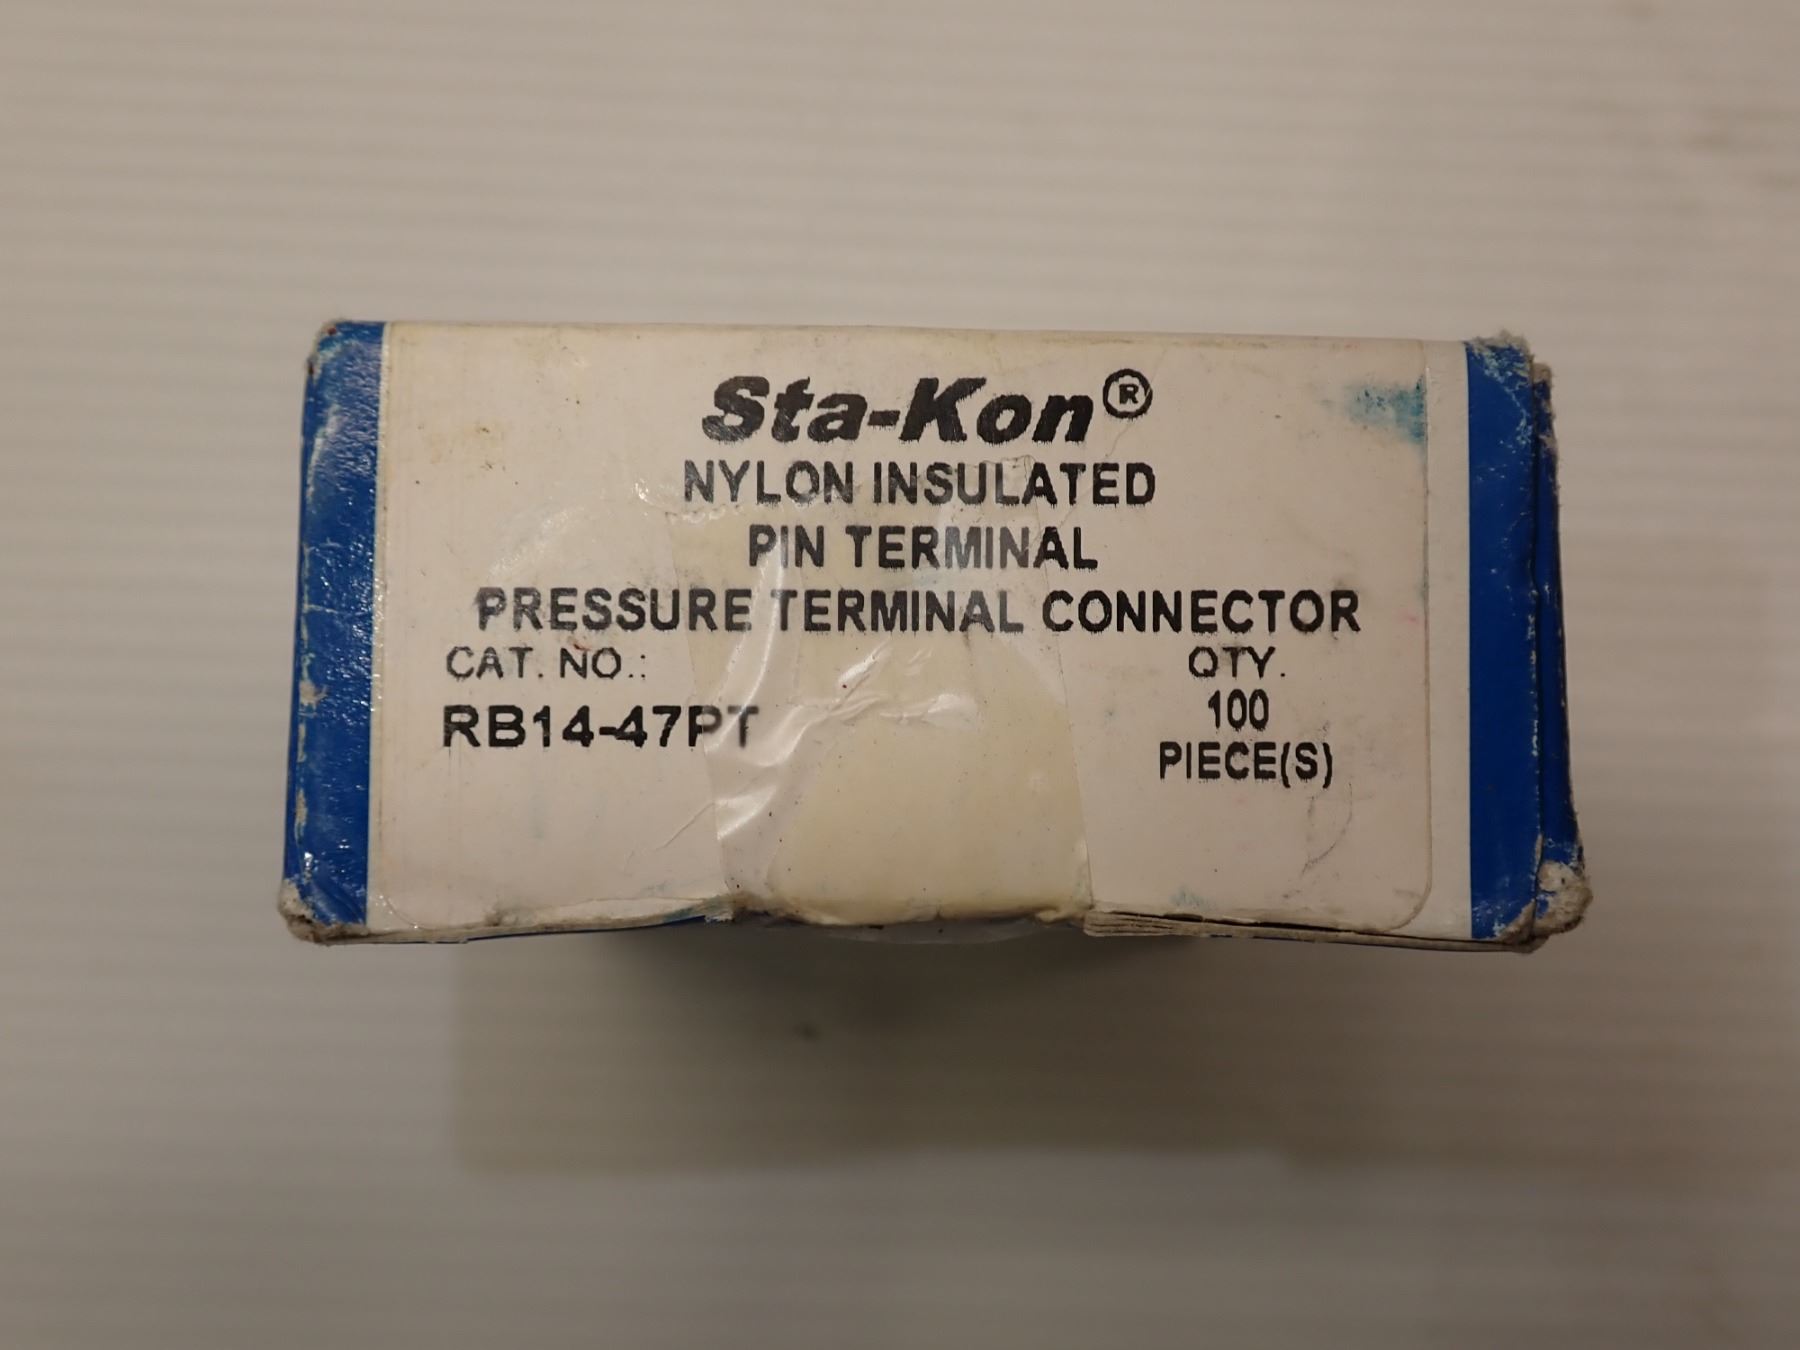 Sta-Kon®
NYLON INSULATED
PIN TERMINAL
PRESSURE TERMINAL CONNECTOR
CAT. NO.: QTY.
RB14-47PT 100
PIECE(S)